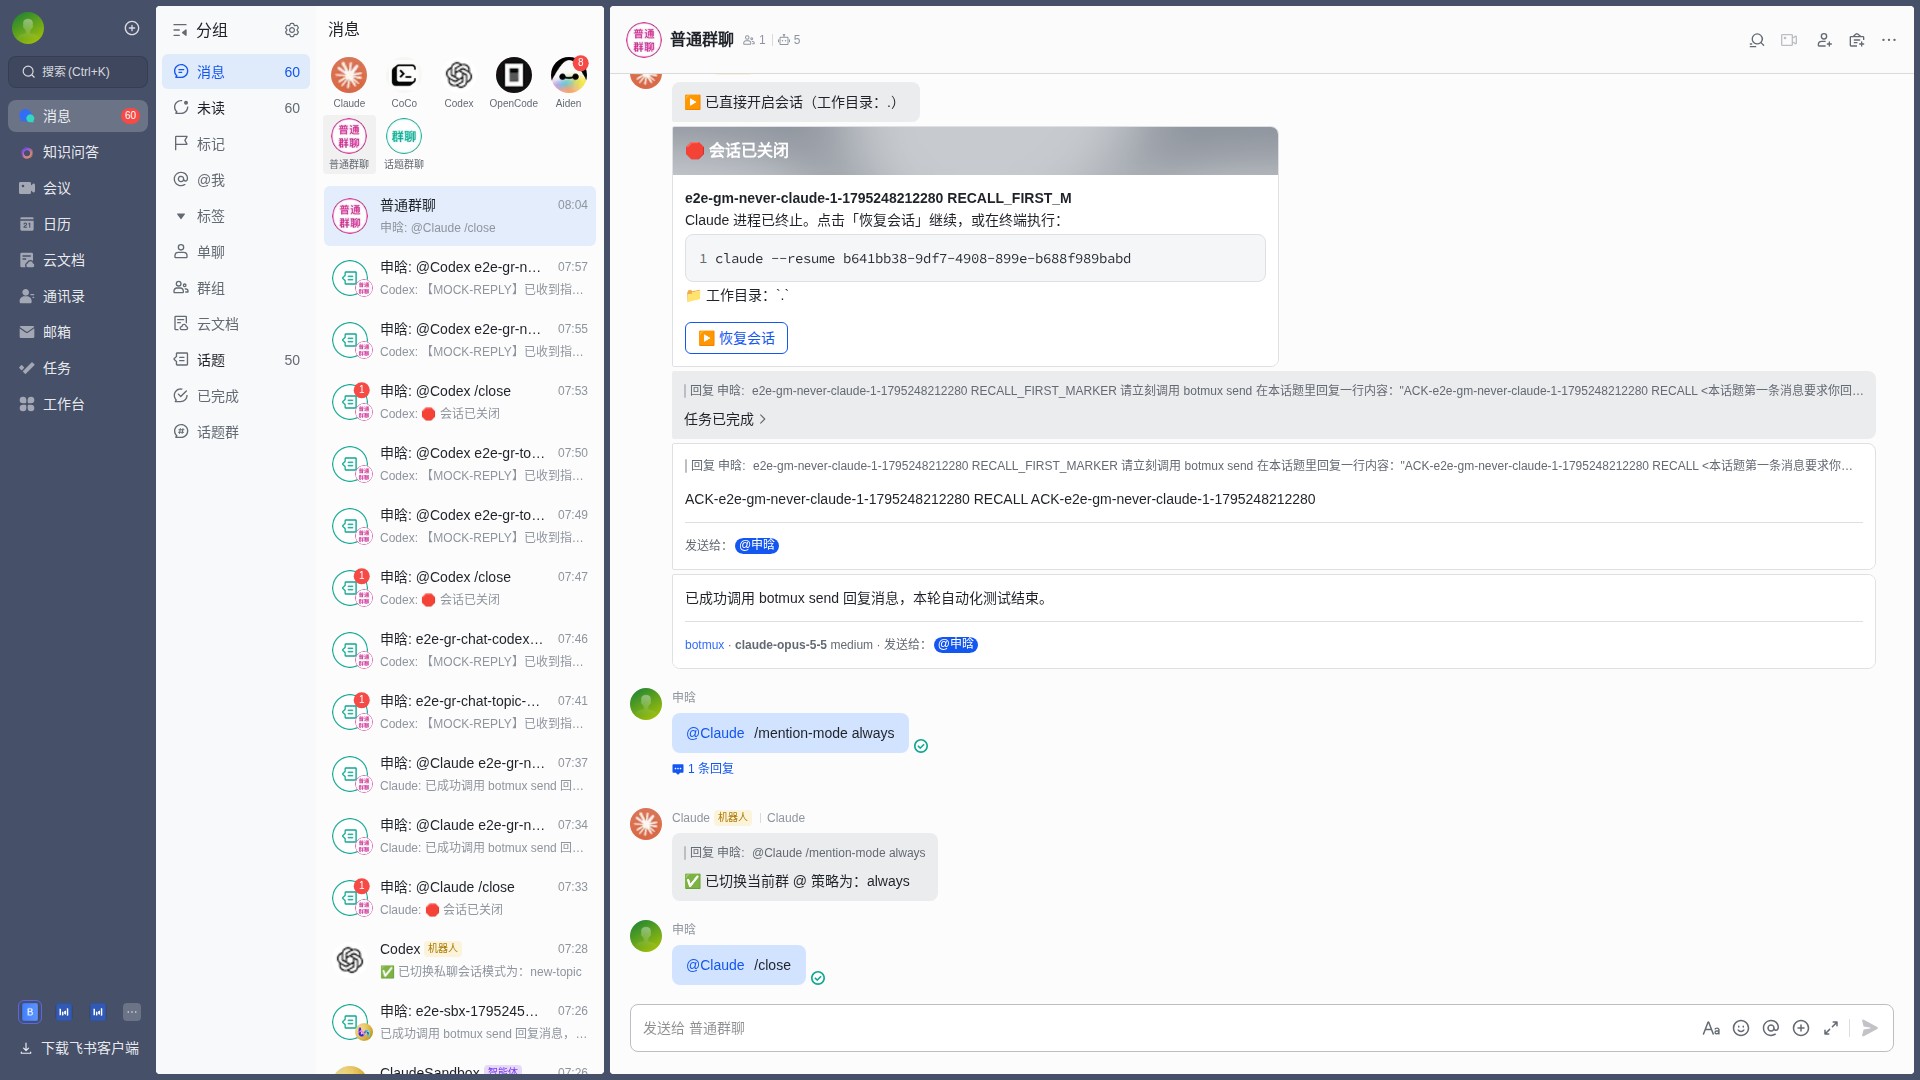 搜索 (Ctrl+K)
消息
60
知识问答
会议
日历
云文档
通讯录
邮箱
任务
工作台
下载飞书客户端
分组
消息 60
未读 60
标记
@我
标签
单聊
群组
云文档
话题 50
已完成
话题群
消息
8
Claude CoCo Codex OpenCode Aiden
普通群聊 群聊
普通群聊 话题群聊
普通群聊
普通群聊 08:04
申晗: @Claude /close
申晗: @Codex e2e-gr-n... 07:57
Codex: 【MOCK-REPLY】已收到指...
申晗: @Codex e2e-gr-n... 07:55
Codex: 【MOCK-REPLY】已收到指...
1
申晗: @Codex /close 07:53
Codex: 🛑 会话已关闭
申晗: @Codex e2e-gr-to... 07:50
Codex: 【MOCK-REPLY】已收到指...
申晗: @Codex e2e-gr-to... 07:49
Codex: 【MOCK-REPLY】已收到指...
1
申晗: @Codex /close 07:47
Codex: 🛑 会话已关闭
申晗: e2e-gr-chat-codex... 07:46
Codex: 【MOCK-REPLY】已收到指...
1
申晗: e2e-gr-chat-topic-... 07:41
Codex: 【MOCK-REPLY】已收到指...
申晗: @Claude e2e-gr-n... 07:37
Claude: 已成功调用 botmux send 回...
申晗: @Claude e2e-gr-n... 07:34
Claude: 已成功调用 botmux send 回...
1
申晗: @Claude /close 07:33
Claude: 🛑 会话已关闭
Codex 机器人 07:28
✅ 已切换私聊会话模式为：new-topic
申晗: e2e-sbx-1795245... 07:26
已成功调用 botmux send 回复消息，...
ClaudeSandbox 智能体 07:26
普通群聊
普通群聊 1 5
▶️ 已直接开启会话（工作目录：.）
🛑 会话已关闭
e2e-gm-never-claude-1-1795248212280 RECALL_FIRST_M
Claude 进程已终止。点击「恢复会话」继续，或在终端执行：
1 claude --resume b641bb38-9df7-4908-899e-b688f989babd
📁 工作目录：`.`
▶️ 恢复会话
回复 申晗：e2e-gm-never-claude-1-1795248212280 RECALL_FIRST_MARKER 请立刻调用 botmux send 在本话题里回复一行内容："ACK-e2e-gm-never-claude-1-1795248212280 RECALL <本话题第一条消息要求你回...
任务已完成 >
回复 申晗：e2e-gm-never-claude-1-1795248212280 RECALL_FIRST_MARKER 请立刻调用 botmux send 在本话题里回复一行内容："ACK-e2e-gm-never-claude-1-1795248212280 RECALL <本话题第一条消息要求你...
ACK-e2e-gm-never-claude-1-1795248212280 RECALL ACK-e2e-gm-never-claude-1-1795248212280
发送给：@申晗
已成功调用 botmux send 回复消息，本轮自动化测试结束。
botmux · claude-opus-5-5 medium · 发送给：@申晗
申晗
@Claude /mention-mode always
1 条回复
Claude 机器人 | Claude
回复 申晗：@Claude /mention-mode always
✅ 已切换当前群 @ 策略为：always
申晗
@Claude /close
发送给 普通群聊